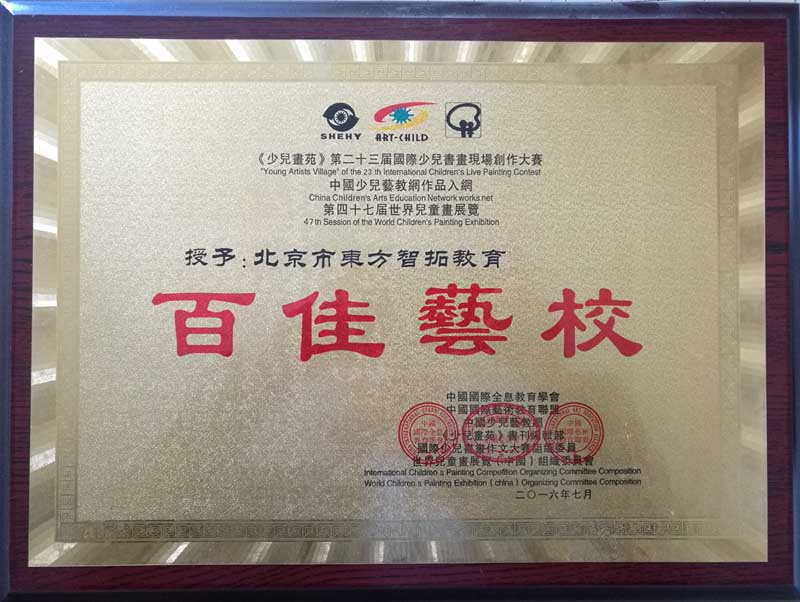 SHEHY ART-CHILD
《少兒畫苑》第二十三届國際少兒書畫現場創作大賽
"Young Artists Village" of the 23 th International Children's Live Painting Contest
中國少兒藝教網作品入網
China Children's Arts Education Network works.net
第四十七届世界兒童畫展覽
47th Session of the World Children's Painting Exhibition
授予:北京市東方智拓教育
百佳藝校
中國國際全息教育學會
中國國際藝術教育聯盟
中國少兒藝教網
《少兒畫苑》書刊編輯部
國際少兒書畫作文大賽組織委員
世界兒童畫展覽(中國)組織委員會
International Children s Painting Competition Organizing Committee Composition
World Children s Painting Exhibition (china) Organizing Committee Composition
二〇一六年七月